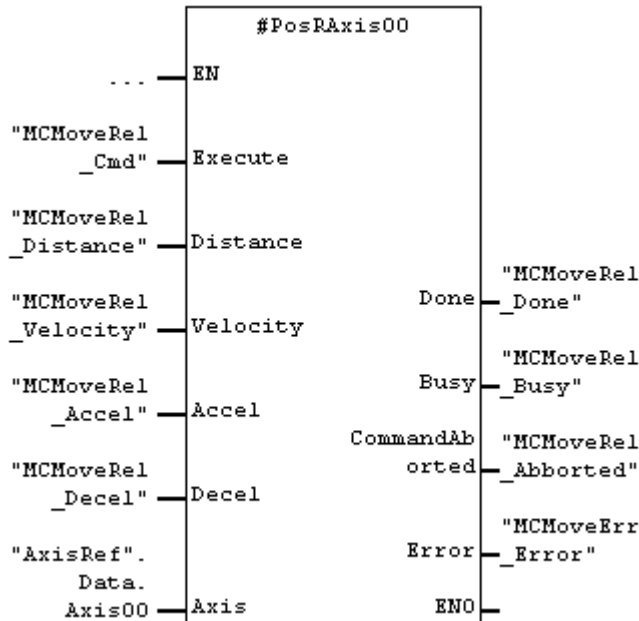 #PosRAxis00
... EN
"MCMoveRel
_Cmd" Execute
"MCMoveRel
_Distance" Distance
"MCMoveRel
_Velocity" Velocity
"MCMoveRel
_Accel" Accel
"MCMoveRel
_Decel" Decel
"AxisRef".
Data.
Axis00 Axis
Done "MCMoveRel
_Done"
Busy "MCMoveRel
_Busy"
CommandAb
orted "MCMoveRel
_Abborted"
Error "MCMoveErr
_Error"
ENO